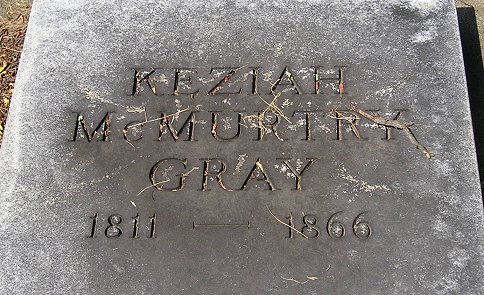 KEZIAH
McMURTRY
GRAY
1811 — 1866